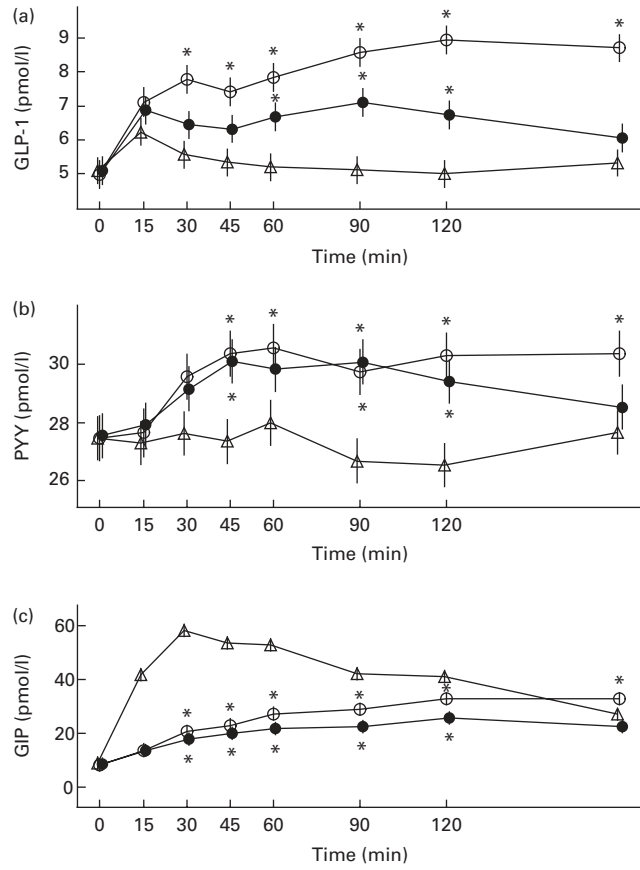 (a)
GLP-1 (pmol/l)
9
8
7
6
5
* * * * * *
* * *
0 15 30 45 60 90 120
Time (min)
(b)
PYY (pmol/l)
30
28
26
* * * * *
* * *
0 15 30 45 60 90 120
Time (min)
(c)
GIP (pmol/l)
60
40
20
0
* * * * * *
* * * * *
0 15 30 45 60 90 120
Time (min)